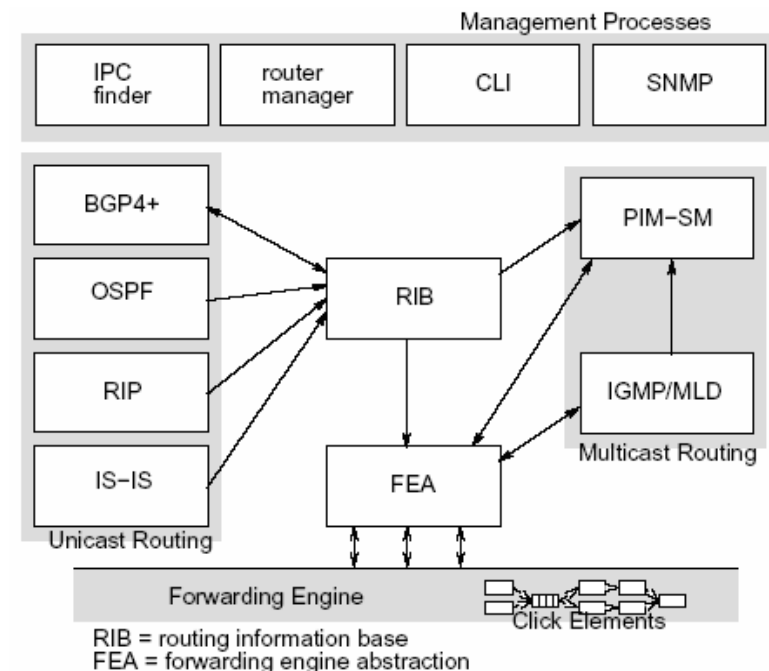 Management Processes
IPC
finder
router
manager
CLI
SNMP
BGP4+
OSPF
RIP
IS−IS
Unicast Routing
RIB
FEA
PIM−SM
IGMP/MLD
Multicast Routing
Forwarding Engine
Click Elements
RIB = routing information base
FEA = forwarding engine abstraction